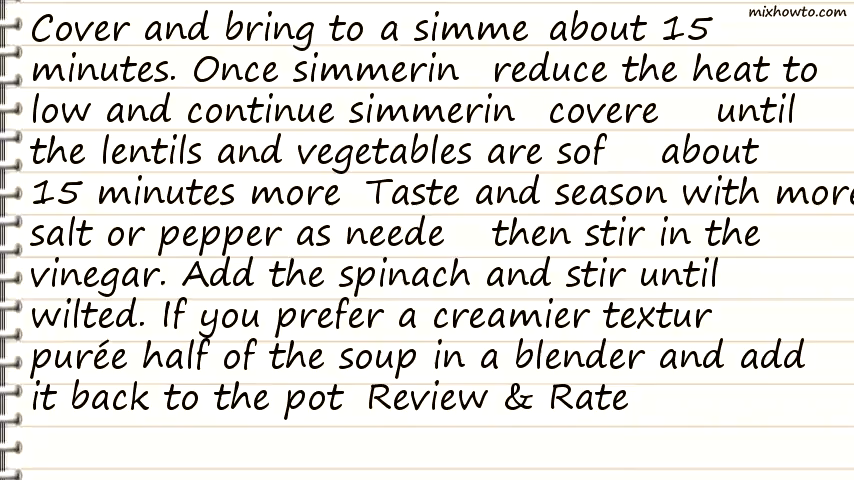 mixhowto.com
Cover and bring to a simme about 15
minutes. Once simmerin reduce the heat to
low and continue simmerin covere until
the lentils and vegetables are sof about
15 minutes more Taste and season with more
salt or pepper as neede then stir in the
vinegar. Add the spinach and stir until
wilted. If you prefer a creamier textur
purée half of the soup in a blender and add
it back to the pot Review & Rate